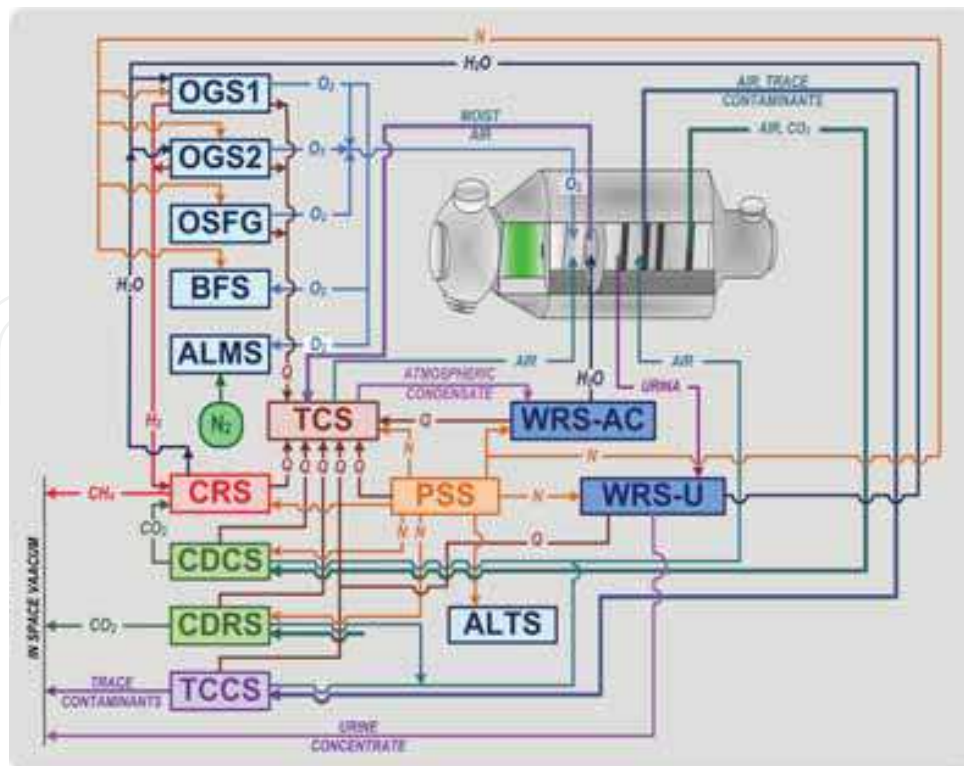 N
H₂O
OGS1
O₂
AIR, TRACE
CONTAMINANTS
MOIST
AIR
AIR, CO₂
OGS2
O₂
O₂
OSFG
O₂
H₂O
BFS
O₂
ALMS
O₂
AIR
AIR
Q
ATMOSPHERIC
CONDENSATE
H₂O
URINA
N₂
TCS
Q
WRS-AC
H₂
N
N
Q
Q
Q
Q
Q
CH₄
CRS
PSS
N
WRS-U
CO₂
N
N
Q
CDCS
IN SPACE VAACUM
CO₂
CDRS
ALTS
TRACE
CONTAMINANTS
TCCS
URINE
CONCENTRATE